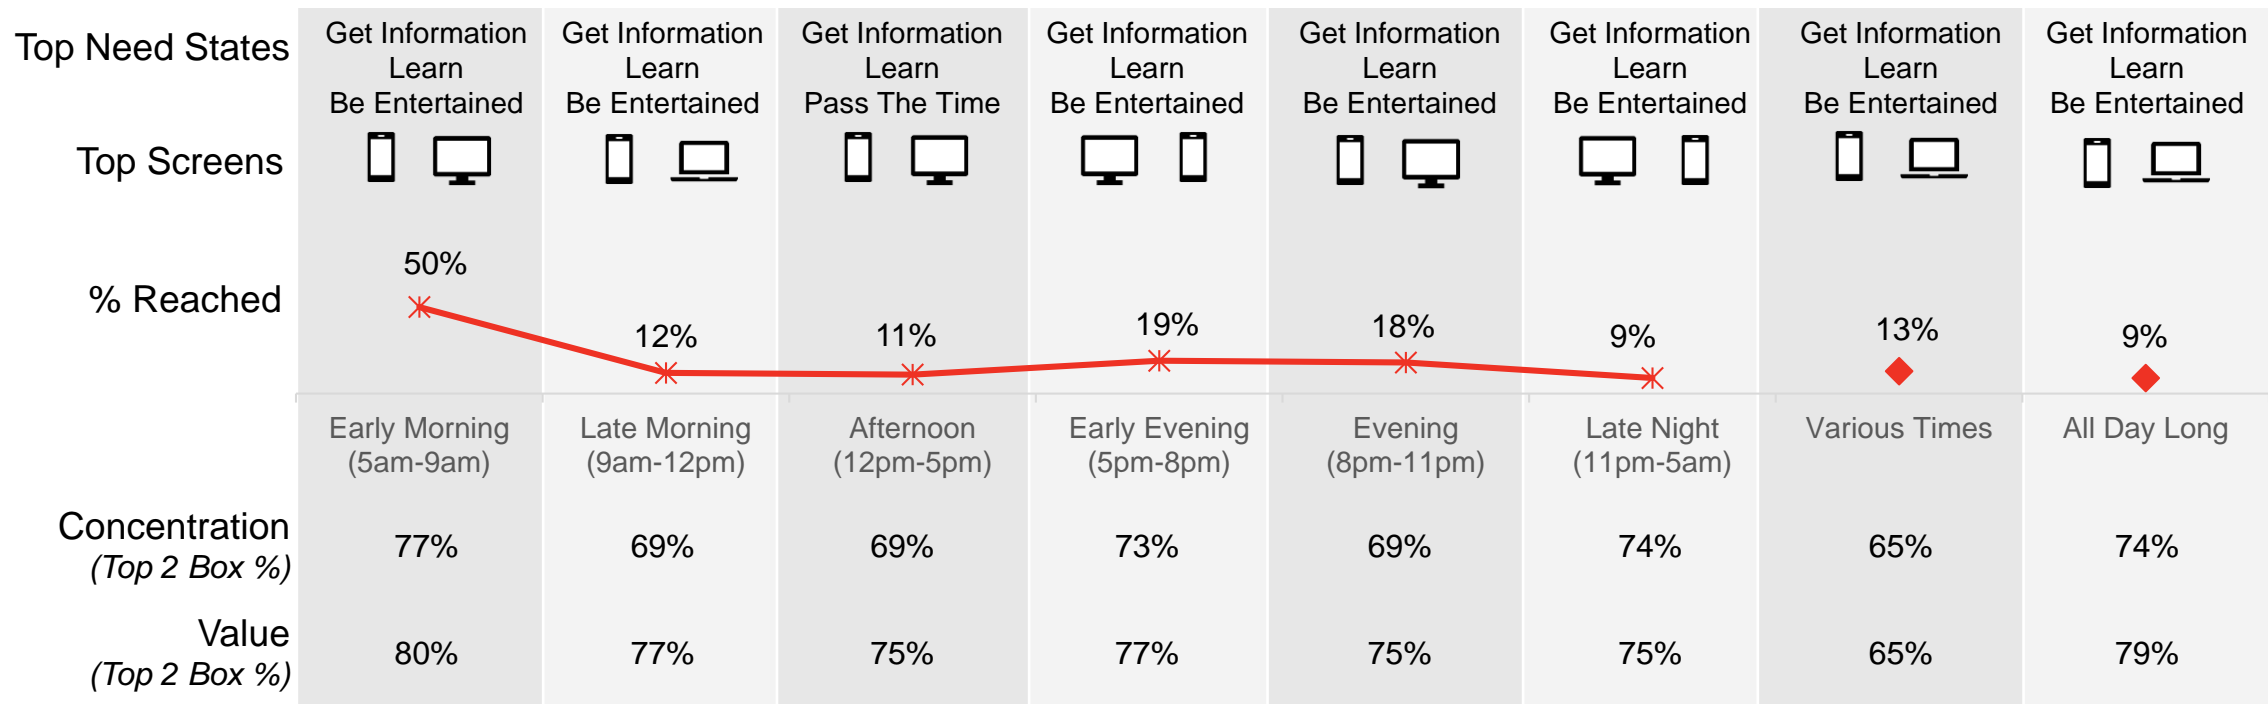 Top Need States
Get Information
Learn
Be Entertained
Get Information
Learn
Be Entertained
Get Information
Learn
Pass The Time
Get Information
Learn
Be Entertained
Get Information
Learn
Be Entertained
Get Information
Learn
Be Entertained
Get Information
Learn
Be Entertained
Get Information
Learn
Be Entertained
Top Screens
% Reached
50%
12%
11%
19%
18%
9%
13%
9%
Early Morning
(5am-9am)
Late Morning
(9am-12pm)
Afternoon
(12pm-5pm)
Early Evening
(5pm-8pm)
Evening
(8pm-11pm)
Late Night
(11pm-5am)
Various Times
All Day Long
Concentration
(Top 2 Box %)
77%
69%
69%
73%
69%
74%
65%
74%
Value
(Top 2 Box %)
80%
77%
75%
77%
75%
75%
65%
79%